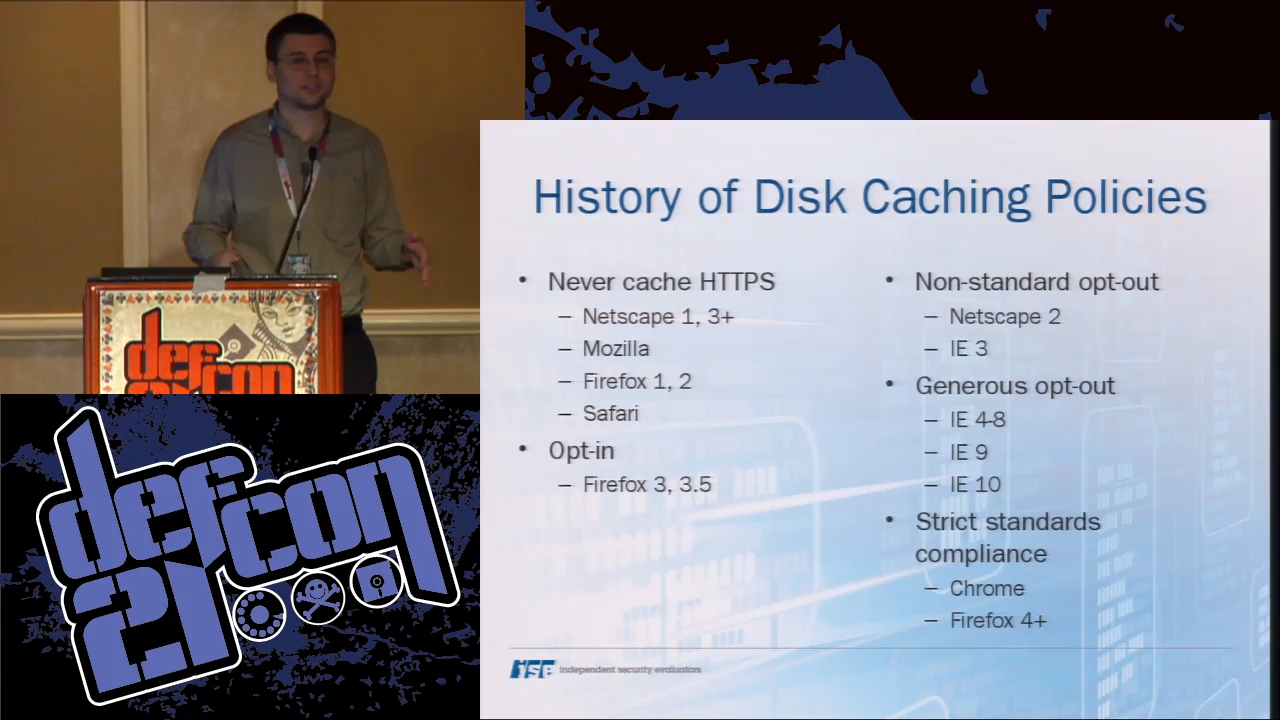 History of Disk Caching Policies
• Never cache HTTPS
– Netscape 1, 3+
– Mozilla
– Firefox 1, 2
– Safari
• Opt-in
– Firefox 3, 3.5
• Non-standard opt-out
– Netscape 2
– IE 3
• Generous opt-out
– IE 4-8
– IE 9
– IE 10
• Strict standards
compliance
– Chrome
– Firefox 4+
ise independent security evaluators
defcon
defcon
21